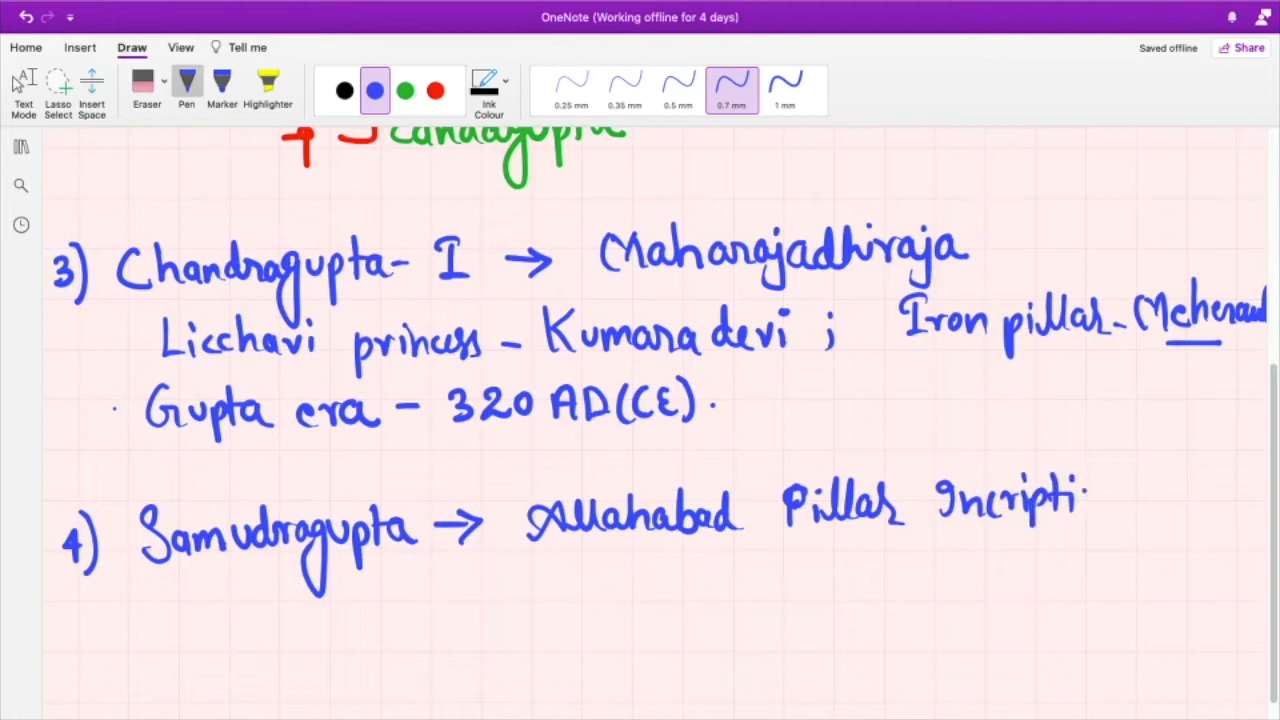 OneNote (Working offline for 4 days)
Home Insert Draw View Tell me
Saved offline Share
Text Mode Lasso Select Insert Space Eraser Pen Marker Highlighter Ink Colour 0.25 mm 0.35 mm 0.5 mm 0.7 mm 1 mm
3) Chandragupta- I → Maharajadhiraja
Licchavi princess - Kumaradevi ; Iron pillar -
· Gupta era - 320 AD(CE) ·
4) Samudragupta → Allahabad Pillar Incripti